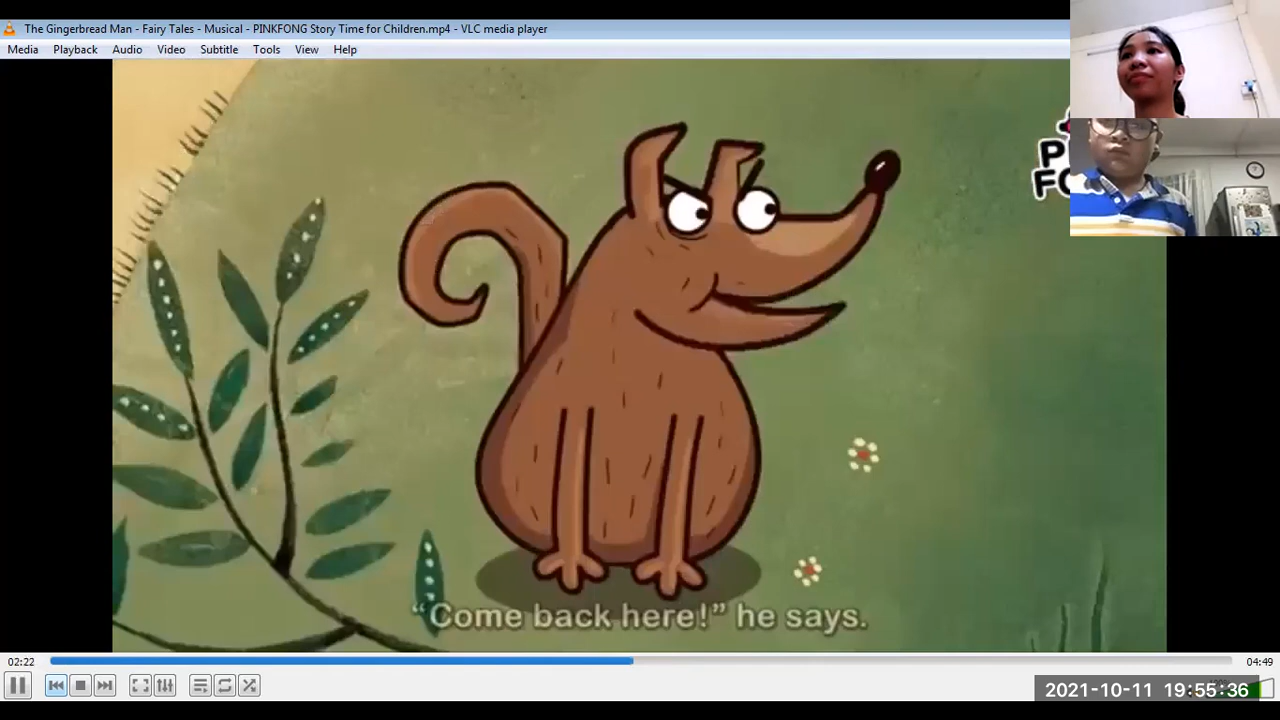 The Gingerbread Man - Fairy Tales - Musical - PINKFONG Story Time for Children.mp4 - VLC media player
Media Playback Audio Video Subtitle Tools View Help
P
FO
“Come back here!” he says.
02:22 04:49
2021-10-11 19:55:36